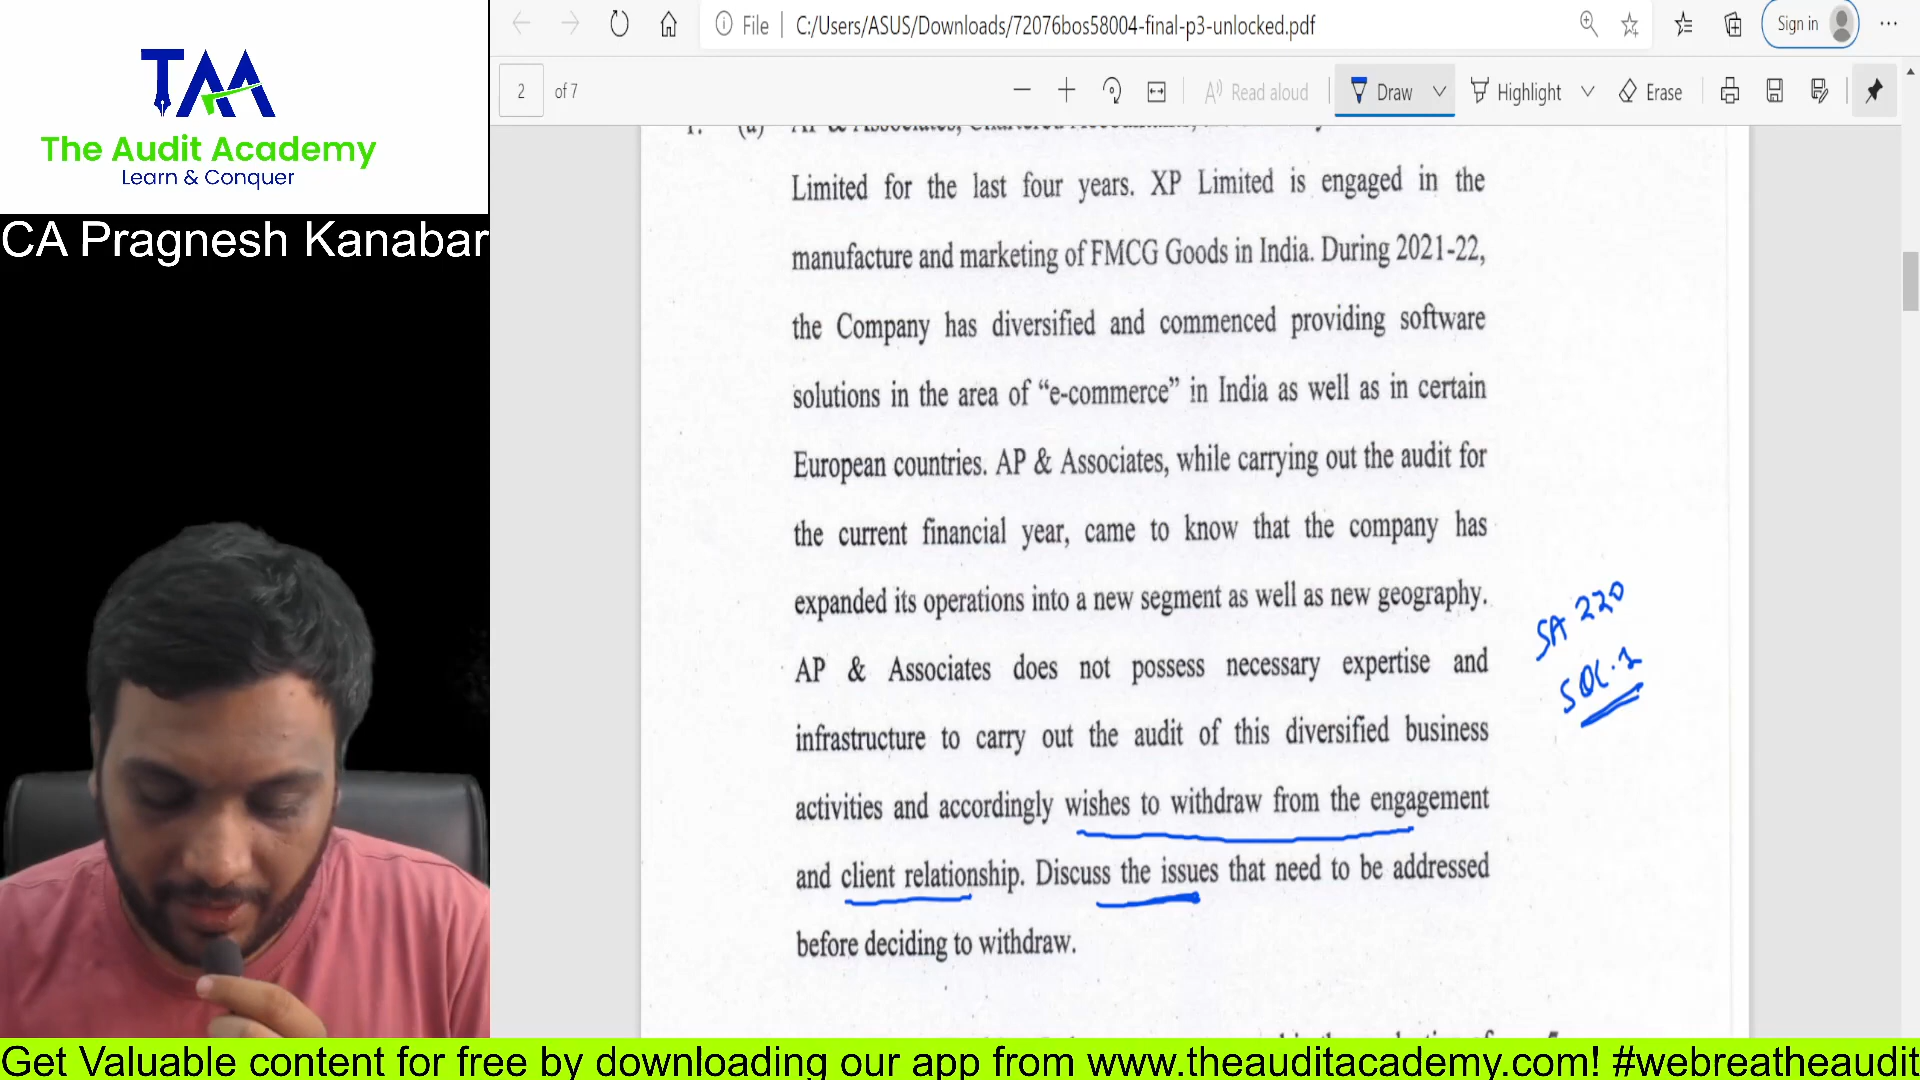 TAA
The Audit Academy
Learn & Conquer
CA Pragnesh Kanabar
File
C:/Users/ASUS/Downloads/72076bos58004-final-p3-unlocked.pdf
Sign in
2 of 7
Read aloud
Draw
Highlight
Erase
1. (a) AP & Associates, Chartered Accountants,
Limited for the last four years. XP Limited is engaged in the
manufacture and marketing of FMCG Goods in India. During 2021-22,
the Company has diversified and commenced providing software
solutions in the area of “e-commerce” in India as well as in certain
European countries. AP & Associates, while carrying out the audit for
the current financial year, came to know that the company has
expanded its operations into a new segment as well as new geography.
SA 220
AP & Associates does not possess necessary expertise and
SQC.1
infrastructure to carry out the audit of this diversified business
activities and accordingly wishes to withdraw from the engagement
and client relationship. Discuss the issues that need to be addressed
before deciding to withdraw.
Get Valuable content for free by downloading our app from www.theauditacademy.com! #webreatheaudit